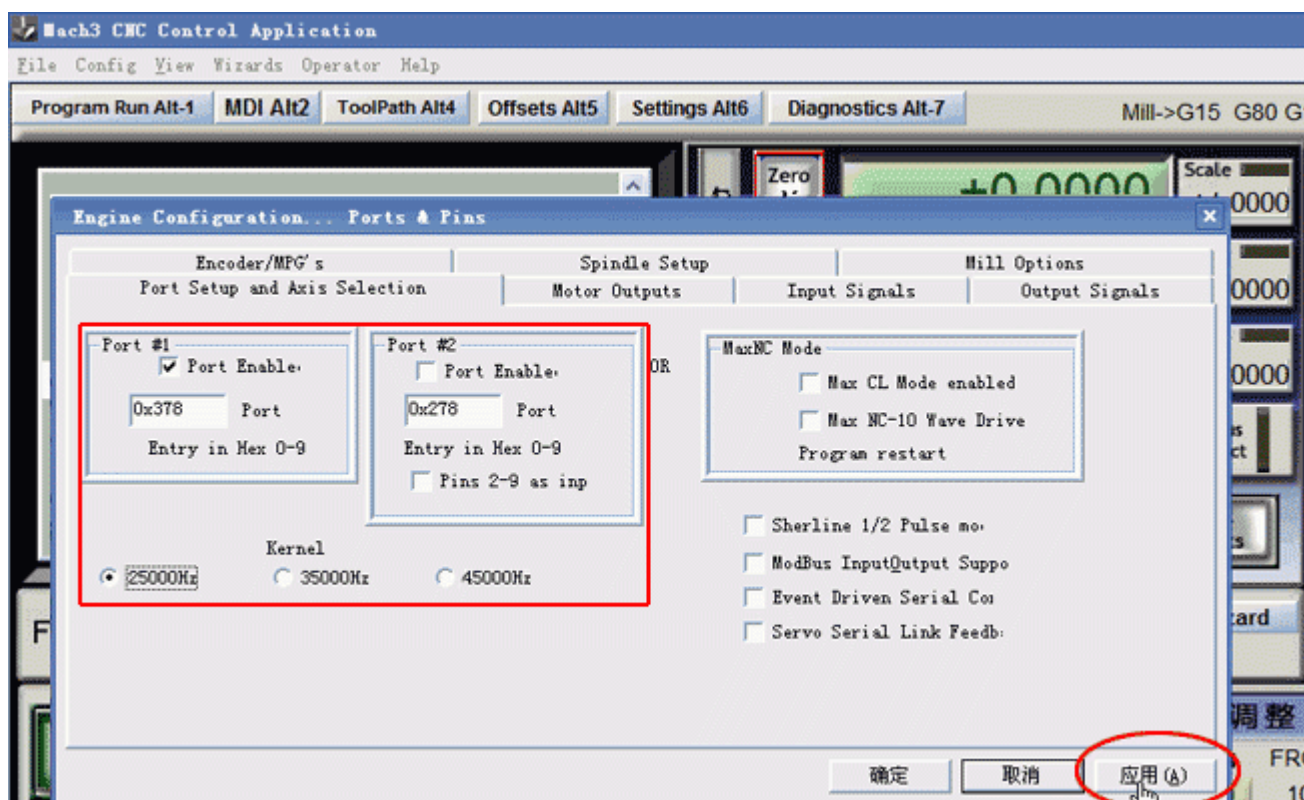 Mach3 CNC Control Application
File Config View Wizards Operator Help
Program Run Alt-1 MDI Alt2 ToolPath Alt4 Offsets Alt5 Settings Alt6 Diagnostics Alt-7 Mill->G15 G80 G
Zero
+0.0000
Scale
0000
Engine Configuration... Ports & Pins
Encoder/MPG's Spindle Setup Mill Options
Port Setup and Axis Selection Motor Outputs Input Signals Output Signals
0000
Port #1 Port #2 MaxNC Mode
Port Enable Port Enable OR Max CL Mode enabled
0000
0x378 Port 0x278 Port Max NC-10 Wave Drive
Entry in Hex 0-9 Entry in Hex 0-9 Program restart
Pins 2-9 as inp
Sherline 1/2 Pulse mo
Kernel
25000Hz 35000Hz 45000Hz
ModBus InputOutput Suppo
Event Driven Serial Co
Servo Serial Link Feedb
F
调整
FR
确定 取消 应用(A)
10